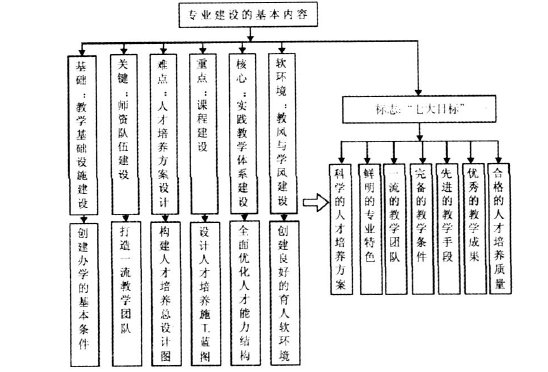 专业建设的基本内容
基础：教学基础设施建设
关键：师资队伍建设
难点：人才培养方案设计
重点：课程建设
核心：实践教学体系建设
软环境：教风与学风建设
标志：“七大目标”
创建办学的基本条件
打造一流教学团队
构建人才培养总设计图
设计人才培养施工蓝图
全面优化人才能力结构
创建良好的育人软环境
科学的人才培养方案
鲜明的专业特色
一流的教学团队
完备的教学条件
先进的教学手段
优秀的教学成果
合格的人才培养质量